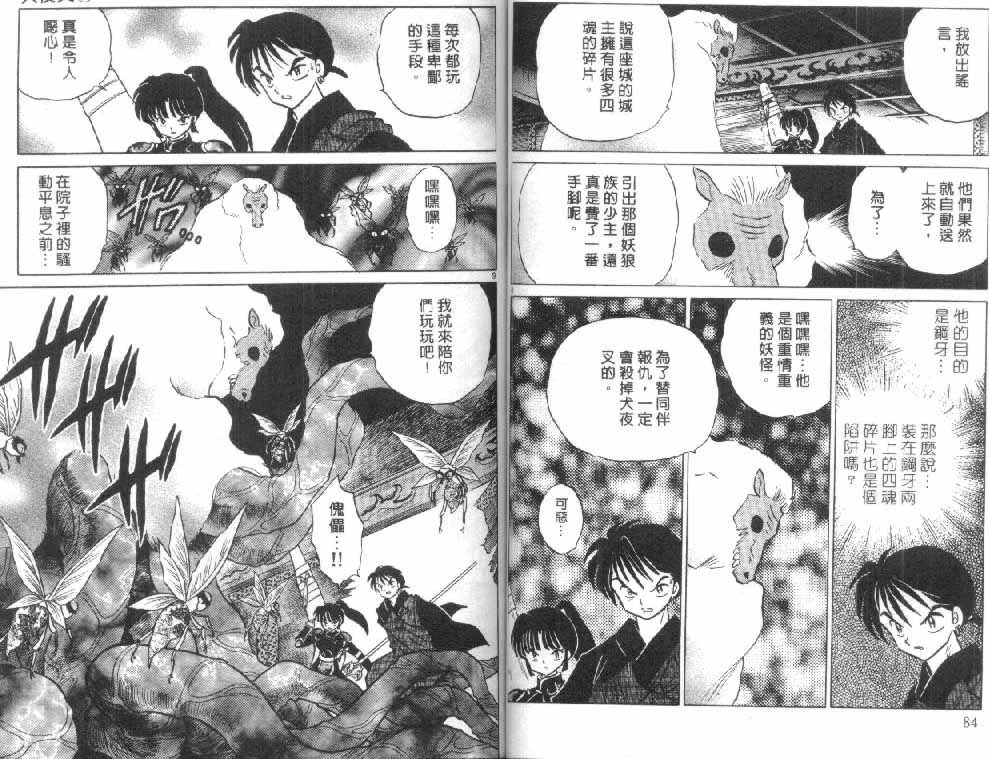 我放出謠
言，
說這座城的城
主擁有很多四
魂的碎片。
他們果然
就自動送
上來了，
為了…
引出那個妖狼
族的少主，還
真是費了一番
手腳呢。
他的目的
是鋼牙…
那麼說…
裝在鋼牙兩
腳上的四魂
碎片也是個
陷阱嗎？
嘿嘿嘿…他
是個重情重
義的妖怪。
為了替同伴
報仇，一定
會殺掉犬夜
叉的。
可惡…
84
每次都玩
這種卑鄙
的手段。
真是令人
噁心！
嘿嘿
嘿…
在院子裡的騷
動平息之前…
我就來陪你
們玩玩吧！
傀儡…!!